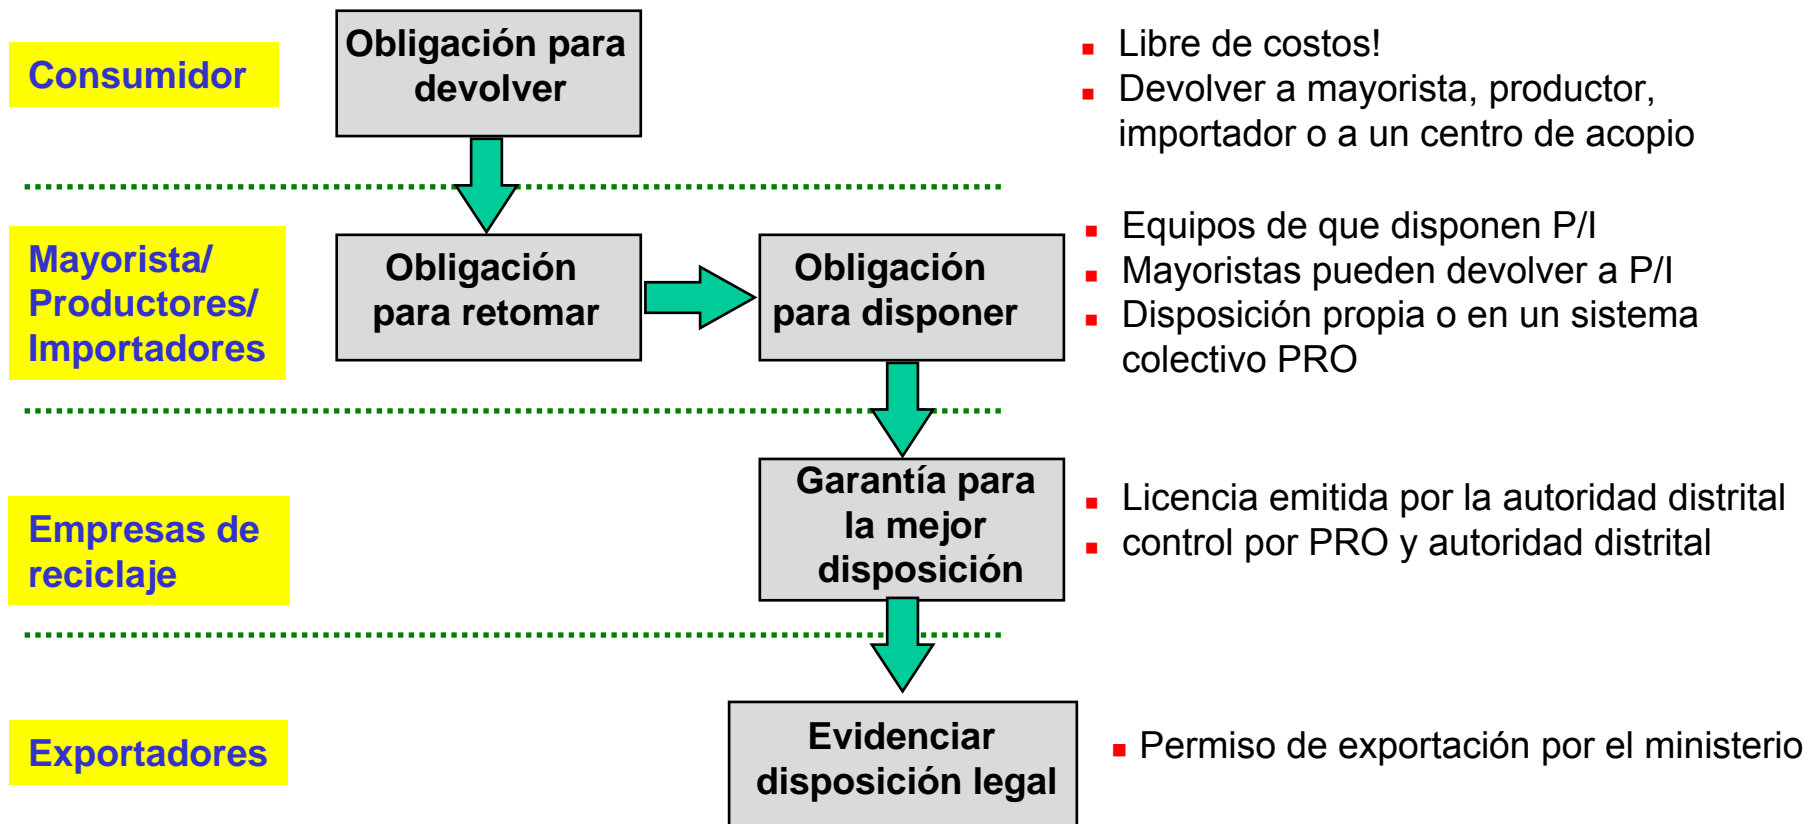 Consumidor
Obligación para
devolver
Libre de costos!
Devolver a mayorista, productor,
importador o a un centro de acopio
Mayorista/
Productores/
Importadores
Obligación
para retomar
Obligación
para disponer
Equipos de que disponen P/I
Mayoristas pueden devolver a P/I
Disposición propia o en un sistema
colectivo PRO
Empresas de
reciclaje
Garantía para
la mejor
disposición
Licencia emitida por la autoridad distrital
control por PRO y autoridad distrital
Exportadores
Evidenciar
disposición legal
Permiso de exportación por el ministerio